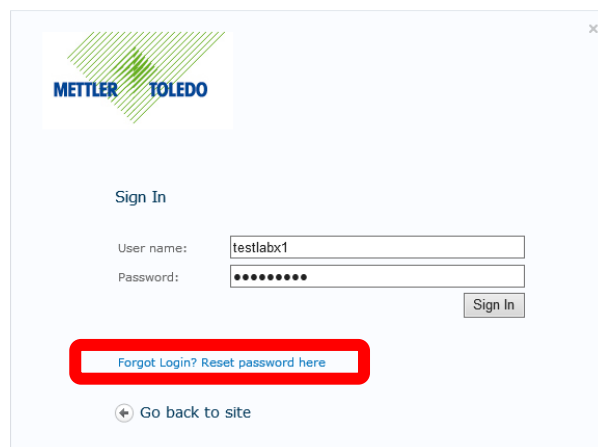 METTLER TOLEDO
Sign In
User name: testlabx1
Password: ●●●●●●●●●
Sign In
Forgot Login? Reset password here
Go back to site